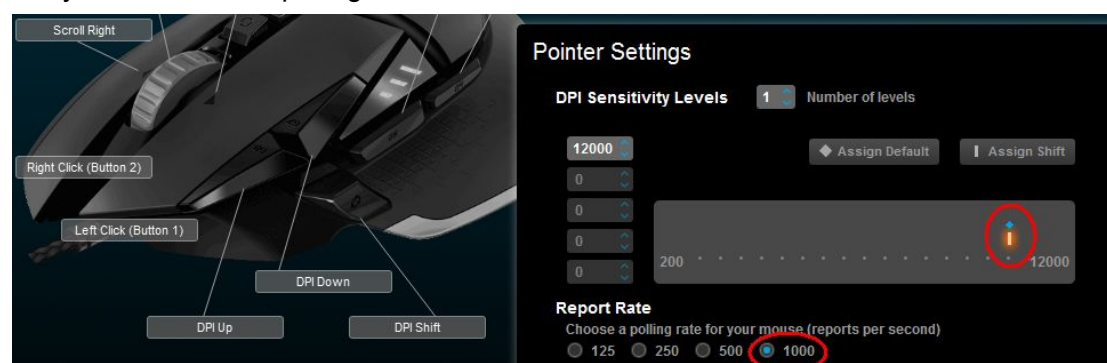 Scroll Right
Right Click (Button 2)
Left Click (Button 1)
DPI Down
DPI Up
DPI Shift
Pointer Settings
DPI Sensitivity Levels 1 Number of levels
12000
Assign Default Assign Shift
0
0
0
0
200 12000
Report Rate
Choose a polling rate for your mouse (reports per second)
125 250 500 1000